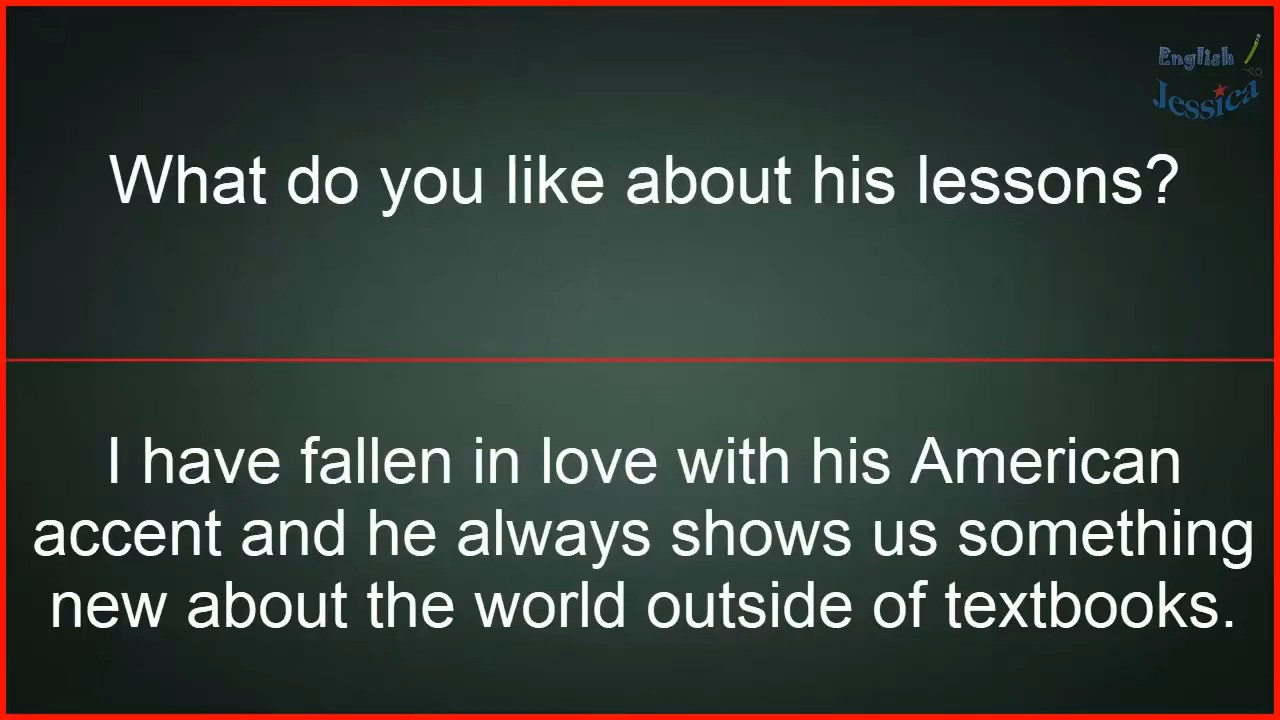 English
Jessica
What do you like about his lessons?
I have fallen in love with his American
accent and he always shows us something
new about the world outside of textbooks.